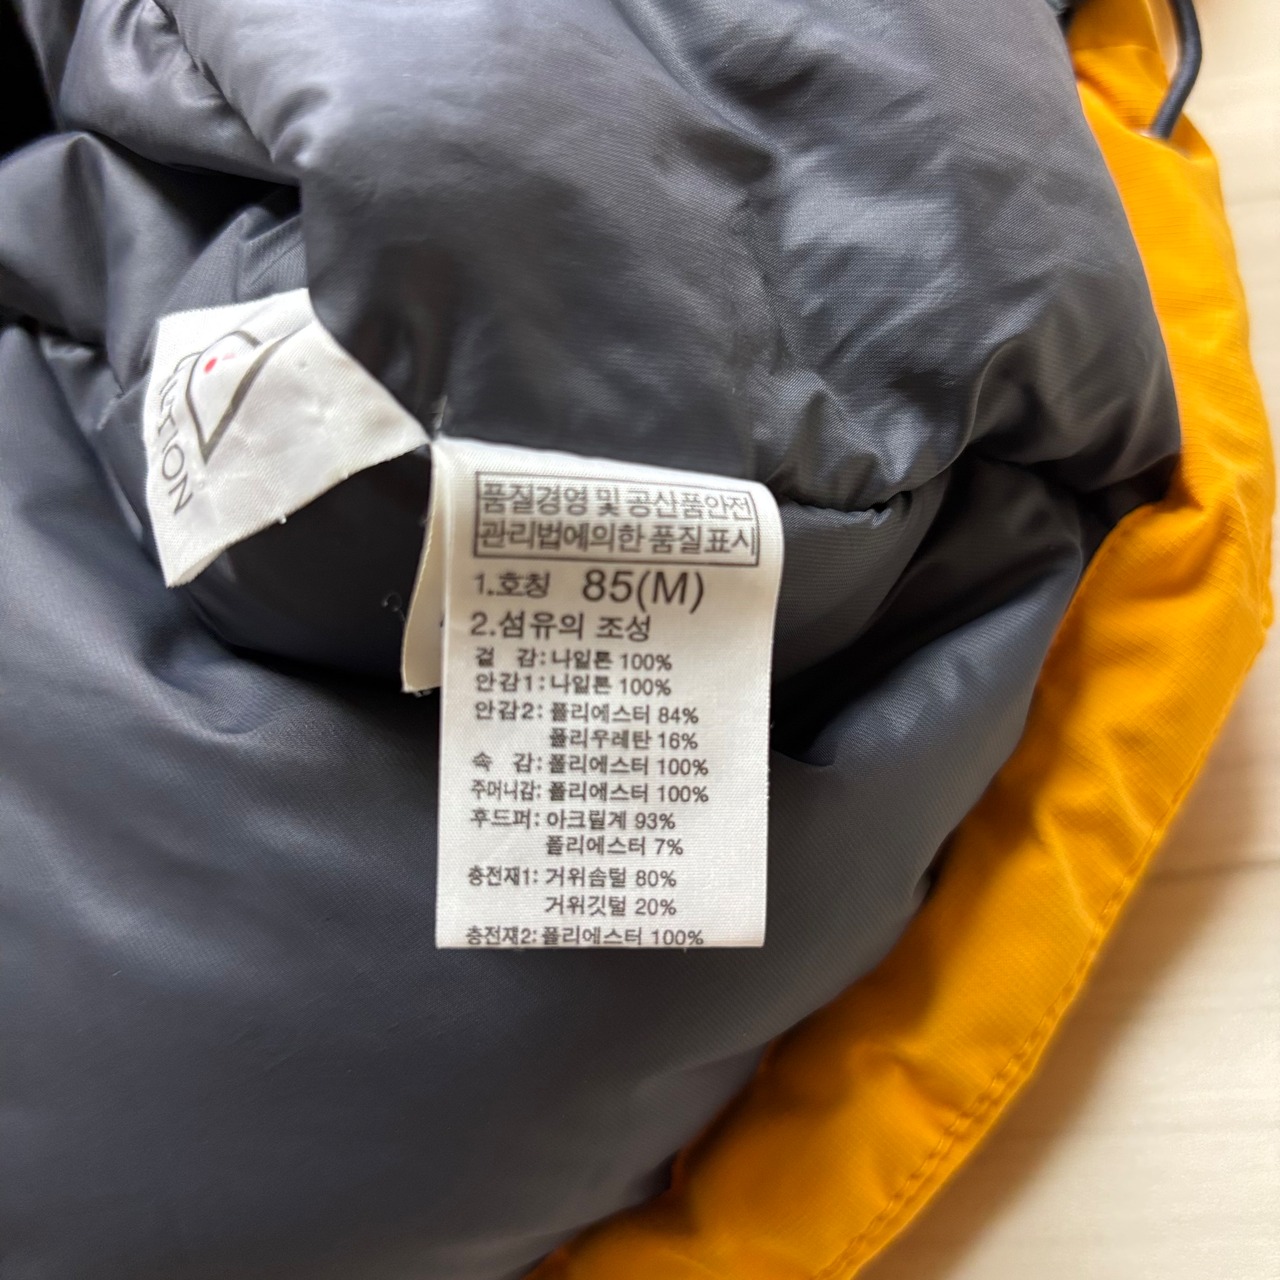 품질경영 및 공산품안전
관리법에의한 품질표시
1.호칭 85(M)
2.섬유의 조성
겉 감: 나일론 100%
안감1: 나일론 100%
안감2: 폴리에스터 84%
폴리우레탄 16%
속 감: 폴리에스터 100%
주머니감: 폴리에스터 100%
후드퍼: 아크릴계 93%
폴리에스터 7%
충전재1: 거위솜털 80%
거위깃털 20%
충전재2: 폴리에스터 100%